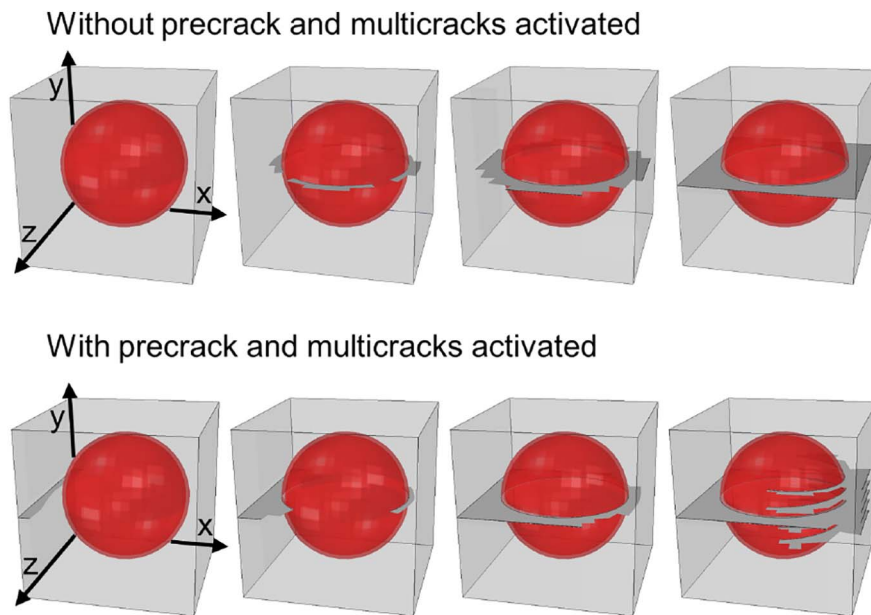 Without precrack and multicracks activated
y
x
z
With precrack and multicracks activated
y
x
z